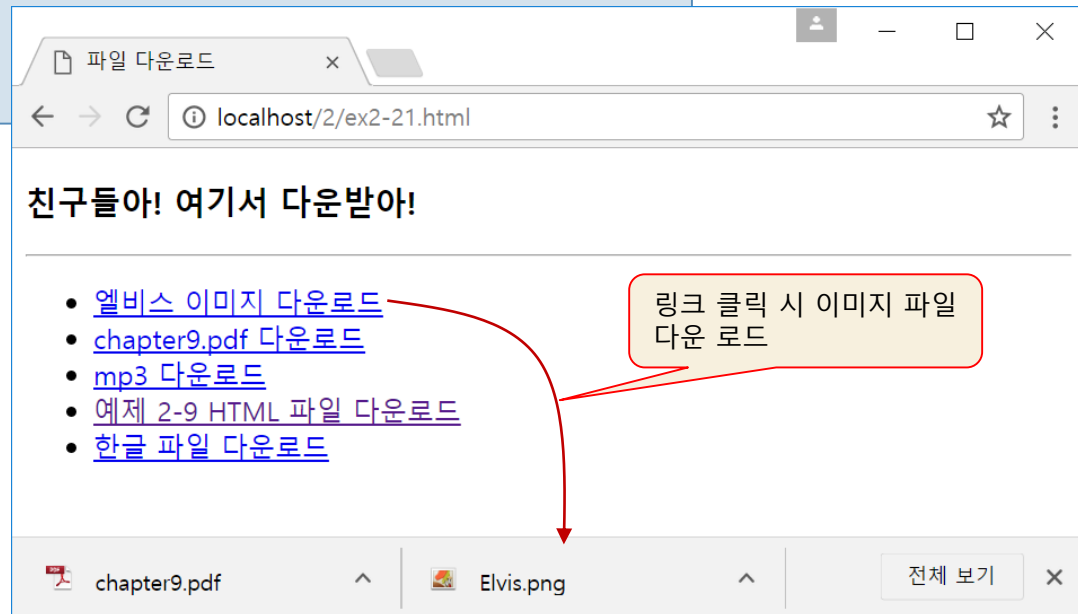 파일 다운로드
localhost/2/ex2-21.html
친구들아! 여기서 다운받아!
엘비스 이미지 다운로드
chapter9.pdf 다운로드
mp3 다운로드
예제 2-9 HTML 파일 다운로드
한글 파일 다운로드
링크 클릭 시 이미지 파일
다운 로드
PDF
chapter9.pdf
Elvis.png
전체 보기